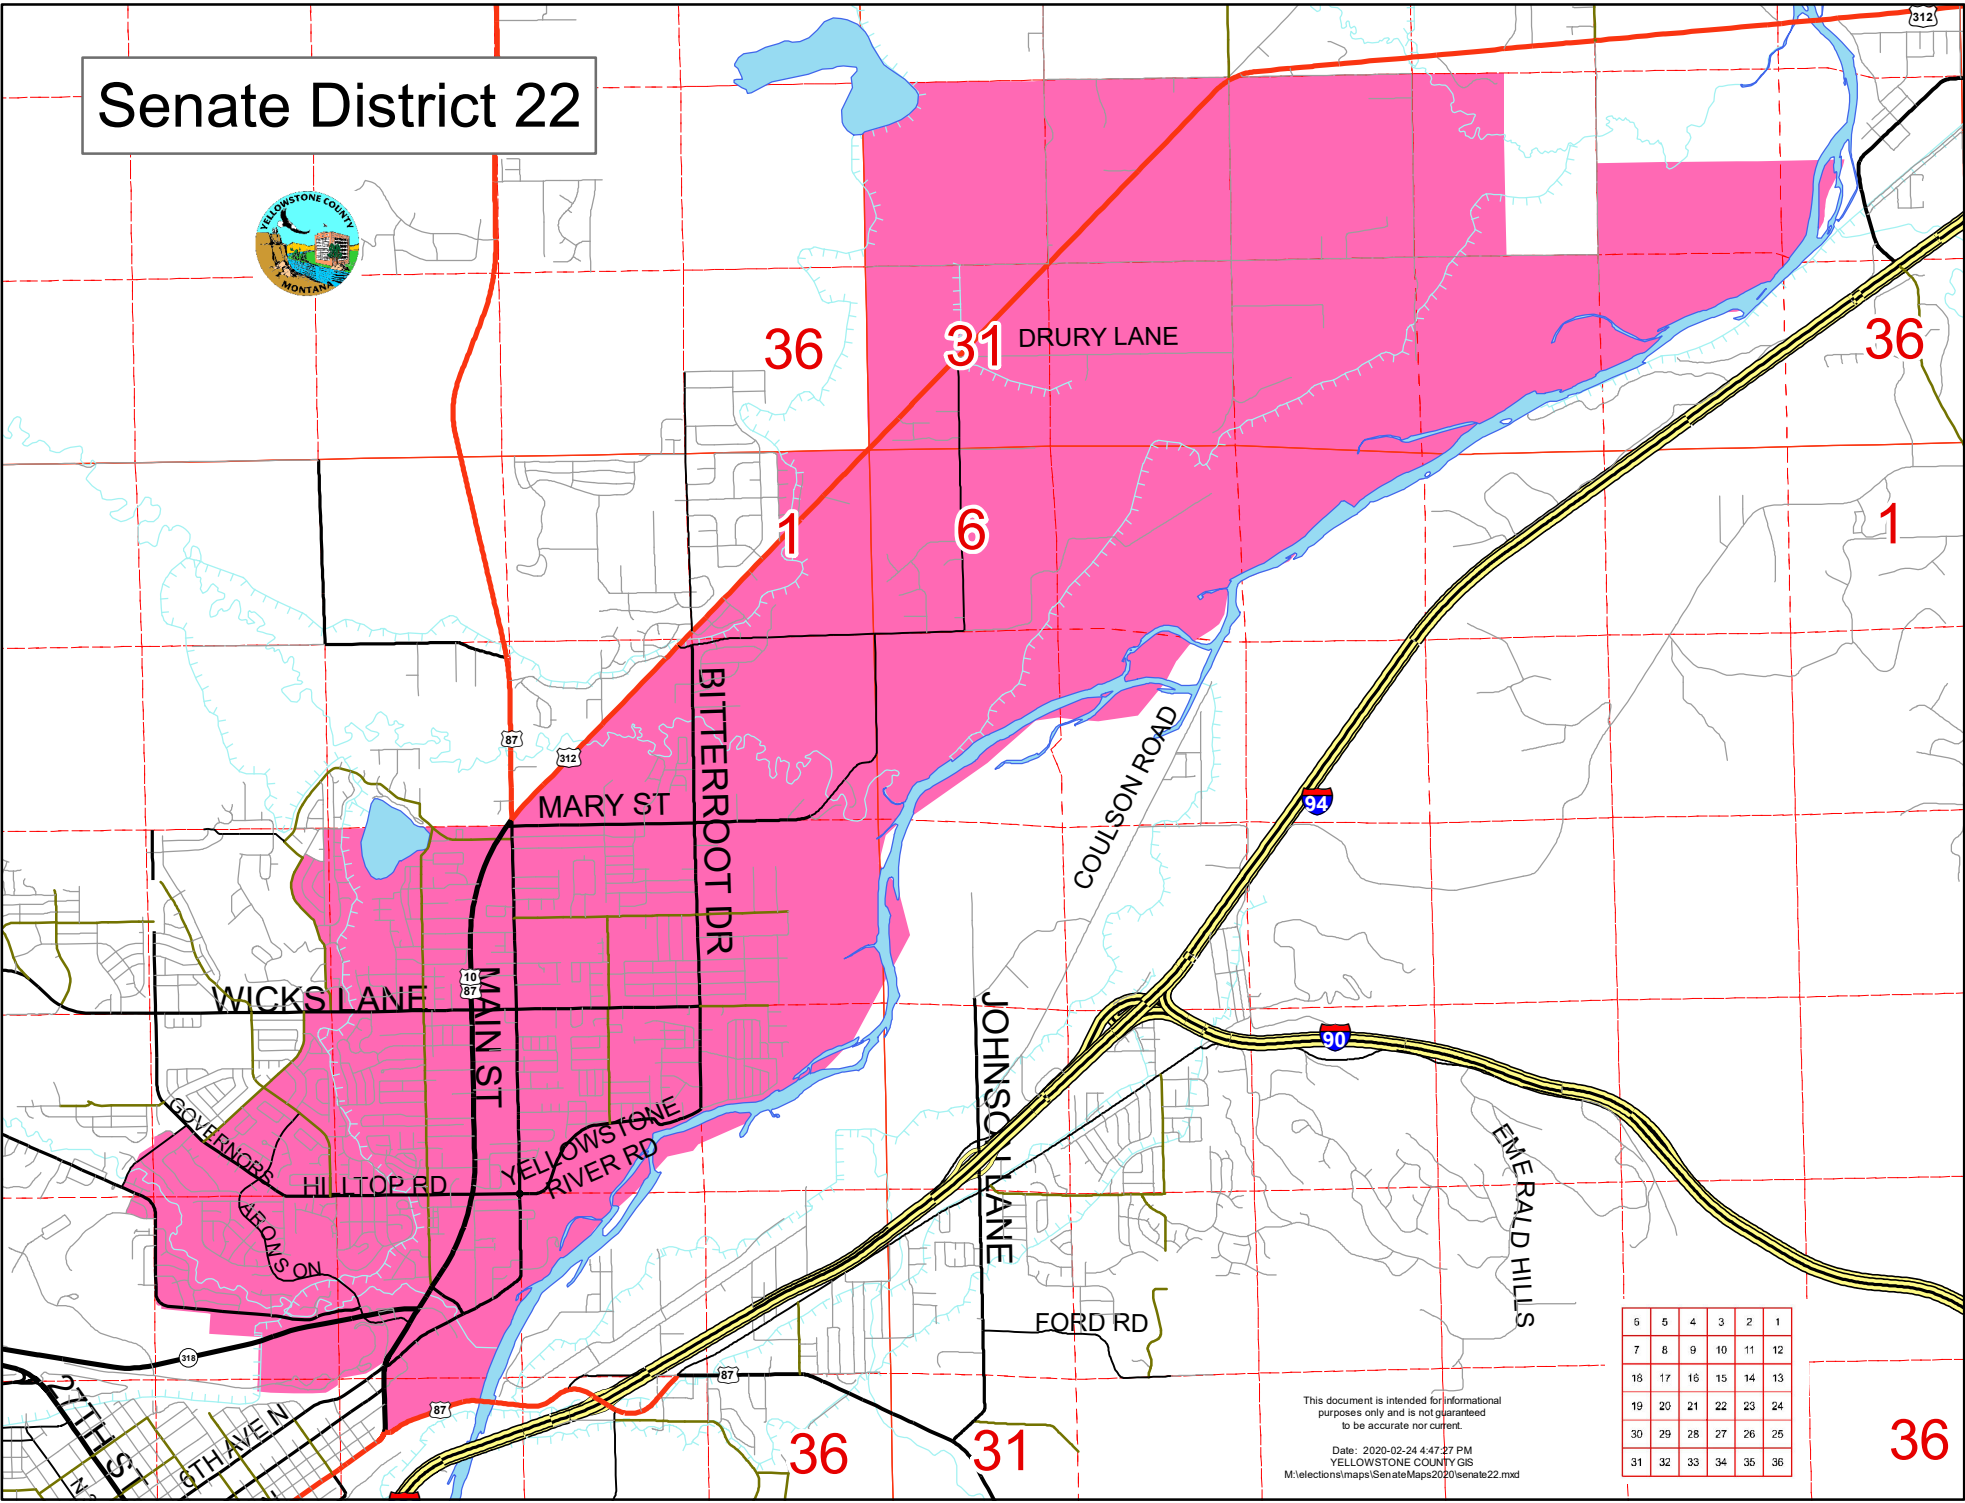 312
Senate District 22
YELLOWSTONE COUNTY
MONTANA
36
31
DRURY LANE
36
1
6
1
BITTERROOT DR
87
312
MARY ST
COULSON ROAD
94
10
87
WICKS LANE
MAIN ST
JOHNSON LANE
90
GOVERNORS
YELLOWSTONE
RIVER RD
HILLTOP RD
EMERALD HILLS
ARONSON
FORD RD
318
87
87
27TH ST
6TH AVE N
36
31
36
This document is intended for informational
purposes only and is not guaranteed
to be accurate nor current.
Date: 2020-02-24 4:47:27 PM
YELLOWSTONE COUNTY GIS
M:\elections\maps\SenateMaps2020\senate22.mxd
6 5 4 3 2 1
7 8 9 10 11 12
18 17 16 15 14 13
19 20 21 22 23 24
30 29 28 27 26 25
31 32 33 34 35 36